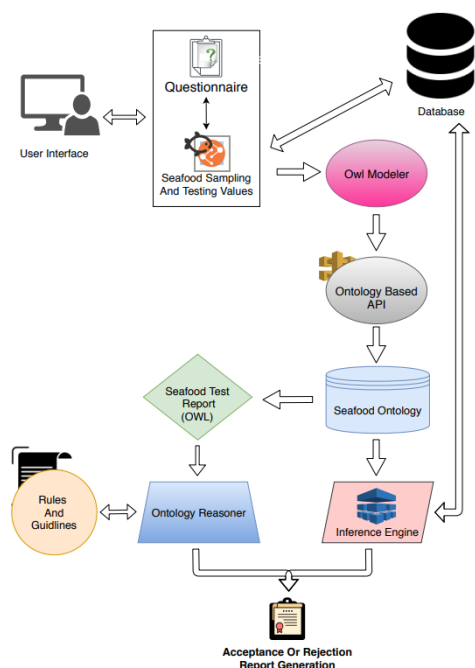 Questionnaire
Database
User Interface
Seafood Sampling
And Testing Values
Owl Modeler
Ontology Based
API
Seafood Test
Report
(OWL)
Seafood Ontology
Rules
And
Guidlines
Ontology Reasoner
Inference Engine
Acceptance Or Rejection
Report Generation